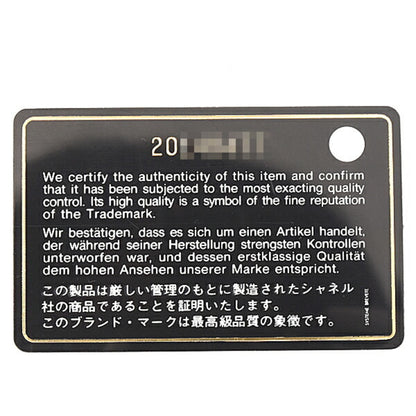 20
We certify the authenticity of this item and confirm
that it has been subjected to the most exacting quality
control. Its high quality is a symbol of the fine reputation
of the Trademark.
Wir bestätigen, dass es sich um einen Artikel handelt,
der während seiner Herstellung strengsten Kontrollen
unterworfen war, und dessen erstklassige Qualität
dem hohen Ansehen unserer Marke entspricht.
この製品は厳しい管理のもとに製造されたシャネル
社の商品であることを証明いたします。
このブランド・マークは最高級品質の象徴です。
SYSTEME BREVETE